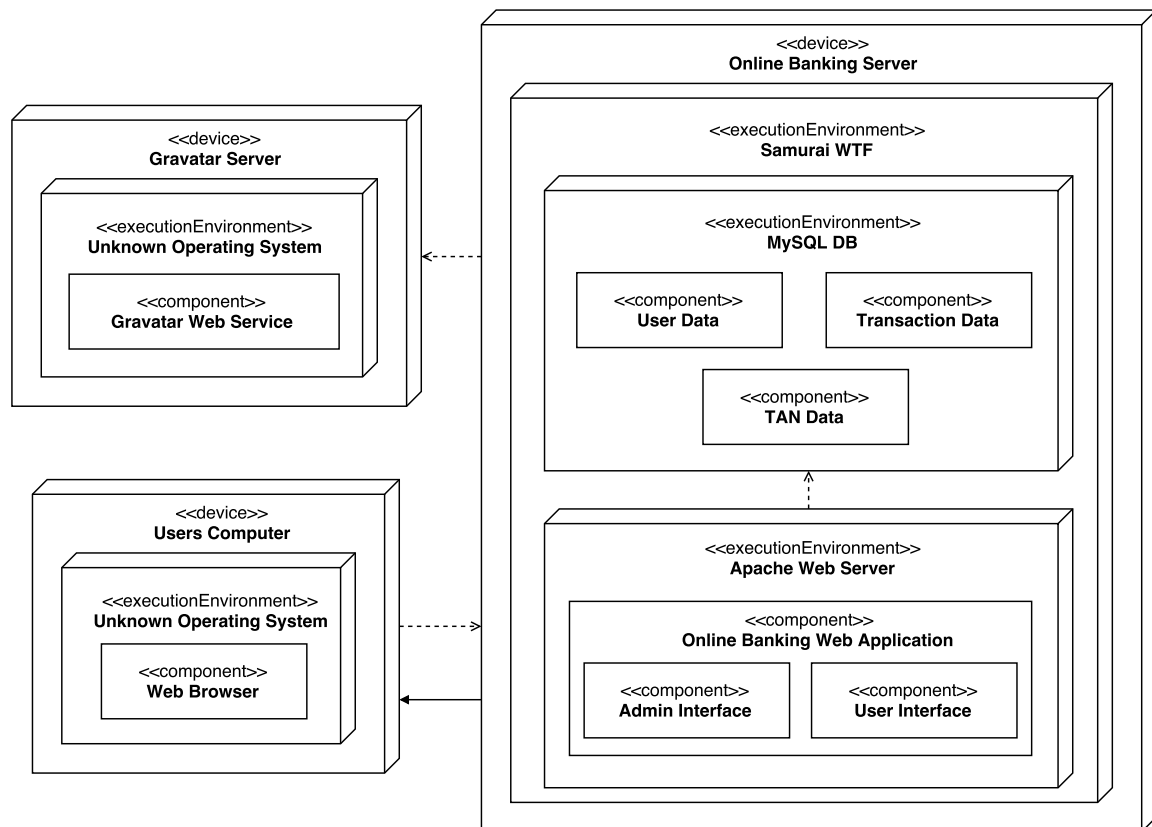 <<device>>
Gravatar Server
<<executionEnvironment>>
Unknown Operating System
<<component>>
Gravatar Web Service
<<device>>
Users Computer
<<executionEnvironment>>
Unknown Operating System
<<component>>
Web Browser
<<device>>
Online Banking Server
<<executionEnvironment>>
Samurai WTF
<<executionEnvironment>>
MySQL DB
<<component>>
User Data
<<component>>
Transaction Data
<<component>>
TAN Data
<<executionEnvironment>>
Apache Web Server
<<component>>
Online Banking Web Application
<<component>>
Admin Interface
<<component>>
User Interface